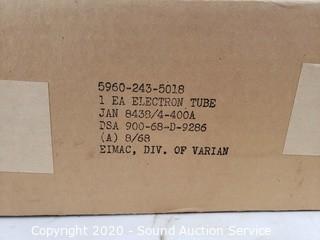 5960-243-5018
1 EA ELECTRON TUBE
JAN 8438/4-400A
DSA 900-68-D-9286
(A) 8/68
EIMAC, DIV. OF VARIAN
Copyright 2020 - Sound Auction Service